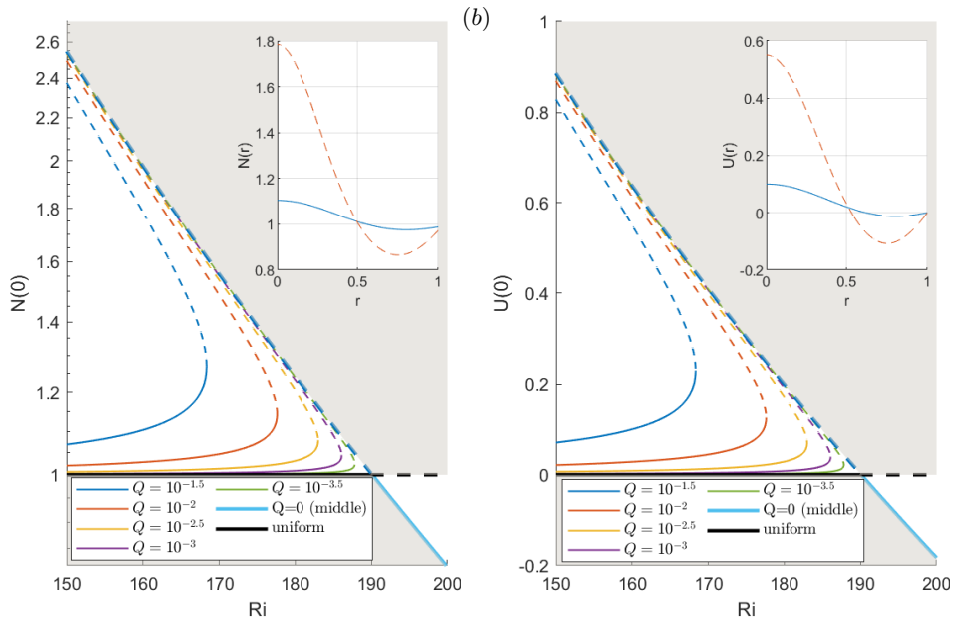 (b)
2.6
2.4
2.2
2
1.8
1.6
1.4
1.2
1
N(0)
150
160
170
180
190
200
Ri
1.8
1.6
1.4
1.2
1
0.8
N(r)
0
0.5
1
r
Q = 10^{-1.5}
Q = 10^{-2}
Q = 10^{-2.5}
Q = 10^{-3}
Q = 10^{-3.5}
Q=0 (middle)
uniform
1
0.8
0.6
0.4
0.2
0
-0.2
U(0)
150
160
170
180
190
200
Ri
0.6
0.4
0.2
0
-0.2
U(r)
0
0.5
1
r
Q = 10^{-1.5}
Q = 10^{-2}
Q = 10^{-2.5}
Q = 10^{-3}
Q = 10^{-3.5}
Q=0 (middle)
uniform